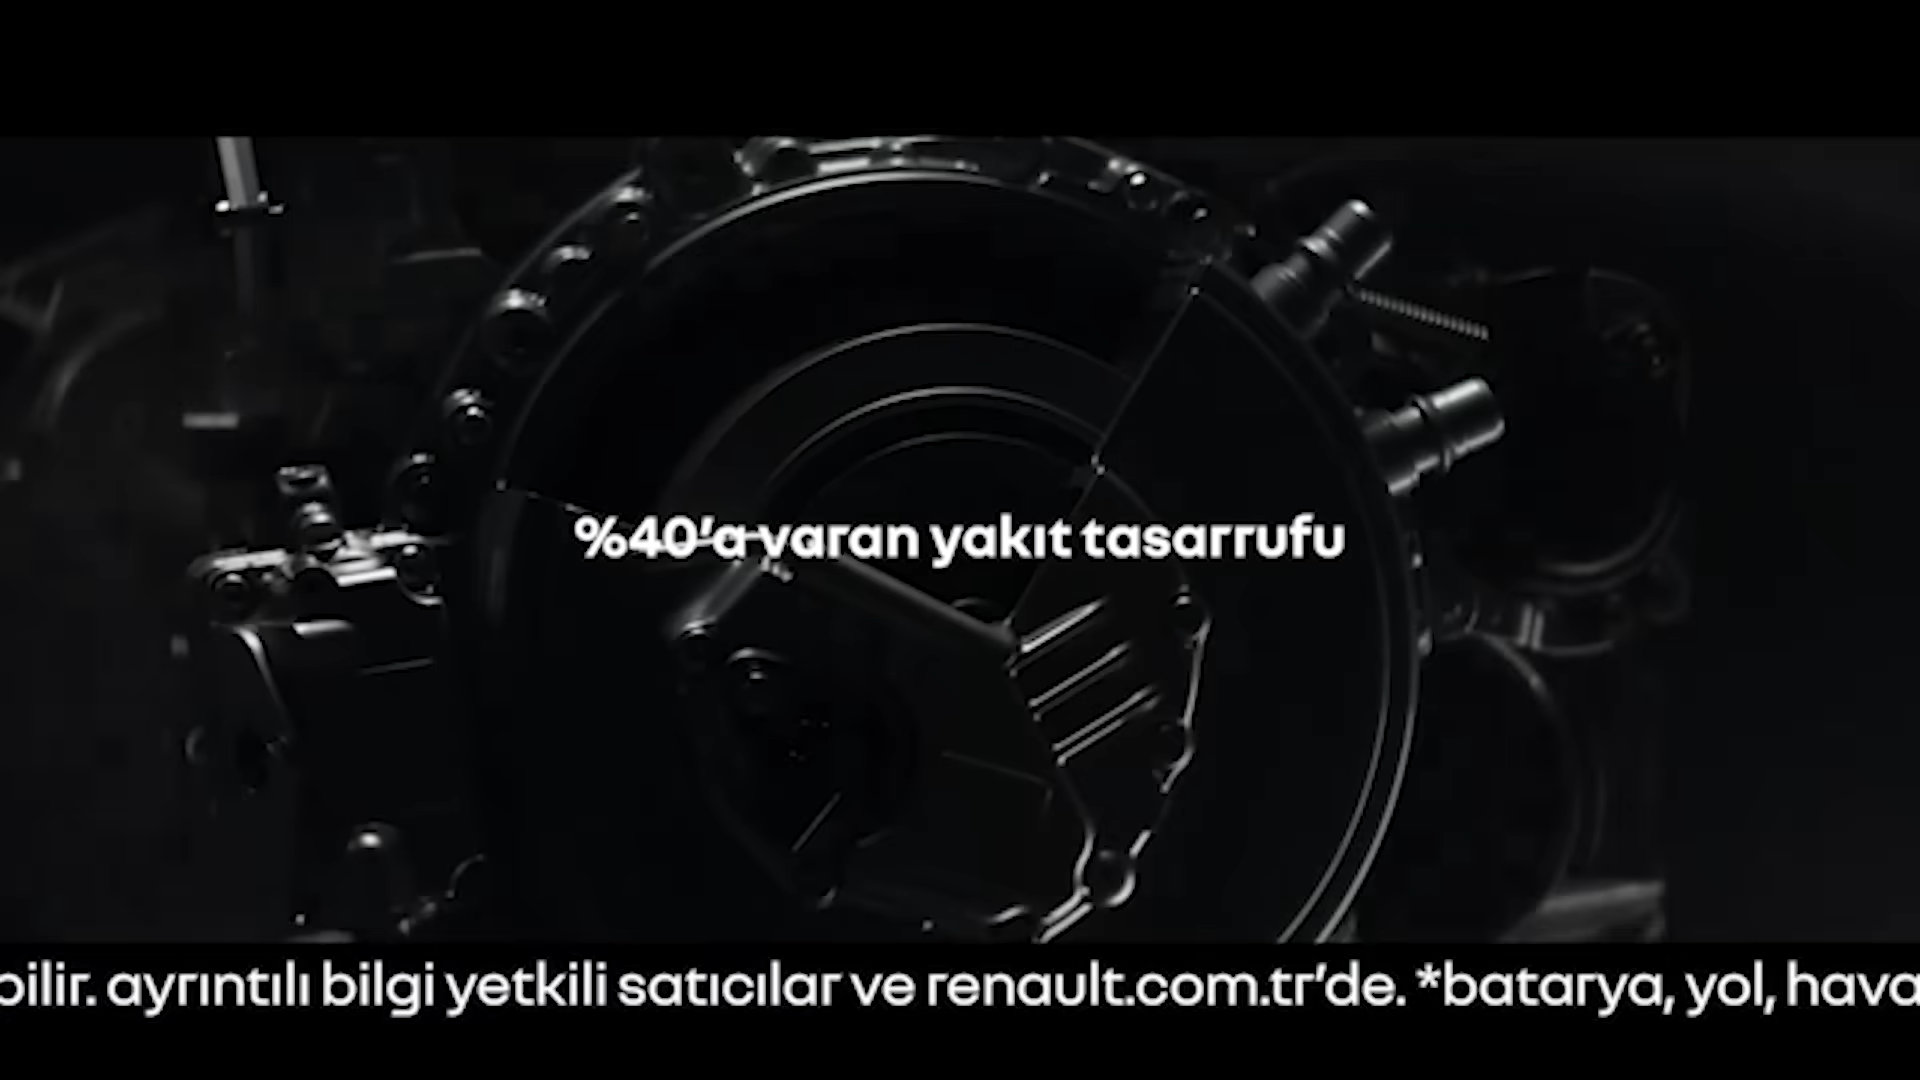 %40'a varan yakıt tasarrufu
bilir. ayrıntılı bilgi yetkili satıcılar ve renault.com.tr'de. *batarya, yol, hava